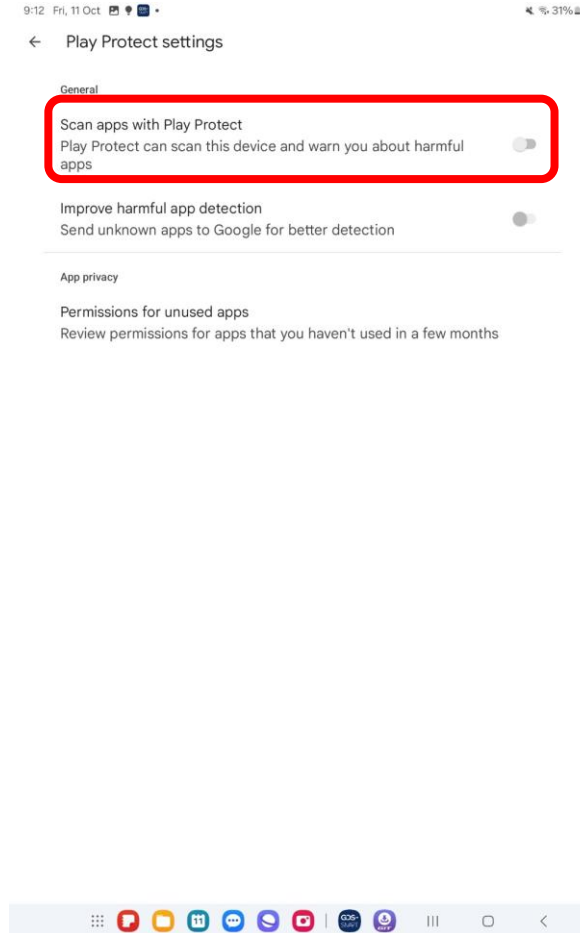 9:12 Fri, 11 Oct
31%
Play Protect settings
General
Scan apps with Play Protect
Play Protect can scan this device and warn you about harmful
apps
Improve harmful app detection
Send unknown apps to Google for better detection
App privacy
Permissions for unused apps
Review permissions for apps that you haven't used in a few months
11